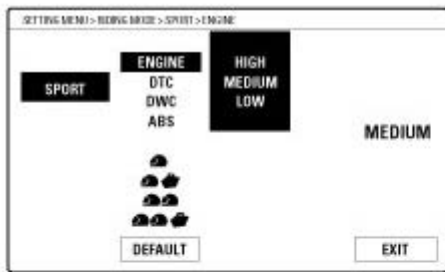 SETTING MENU > RIDING MODE > SPORT > ENGINE
SPORT
ENGINE
DTC
DWC
ABS
HIGH
MEDIUM
LOW
MEDIUM
DEFAULT
EXIT